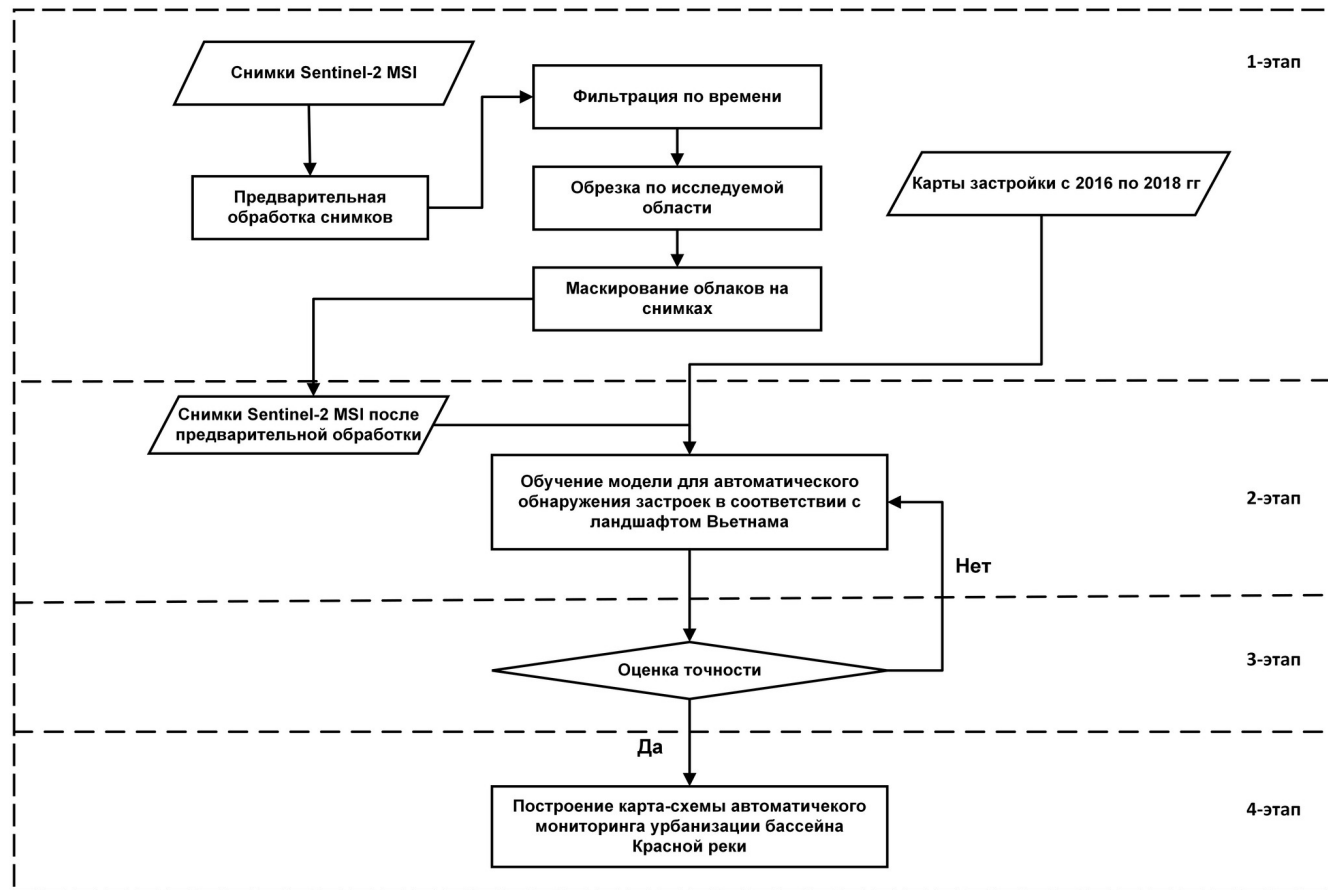 1-этап
Снимки Sentinel-2 MSI
Фильтрация по времени
Предварительная
обработка снимков
Обрезка по исследуемой
области
Карты застройки с 2016 по 2018 гг
Маскирование облаков на
снимках
Снимки Sentinel-2 MSI после
предварительной обработки
Обучение модели для автоматического
обнаружения застроек в соответствии с
ландшафтом Вьетнама
2-этап
Нет
Оценка точности
3-этап
Да
Построение карта-схемы автоматичекого
мониторинга урбанизации бассейна
Красной реки
4-этап